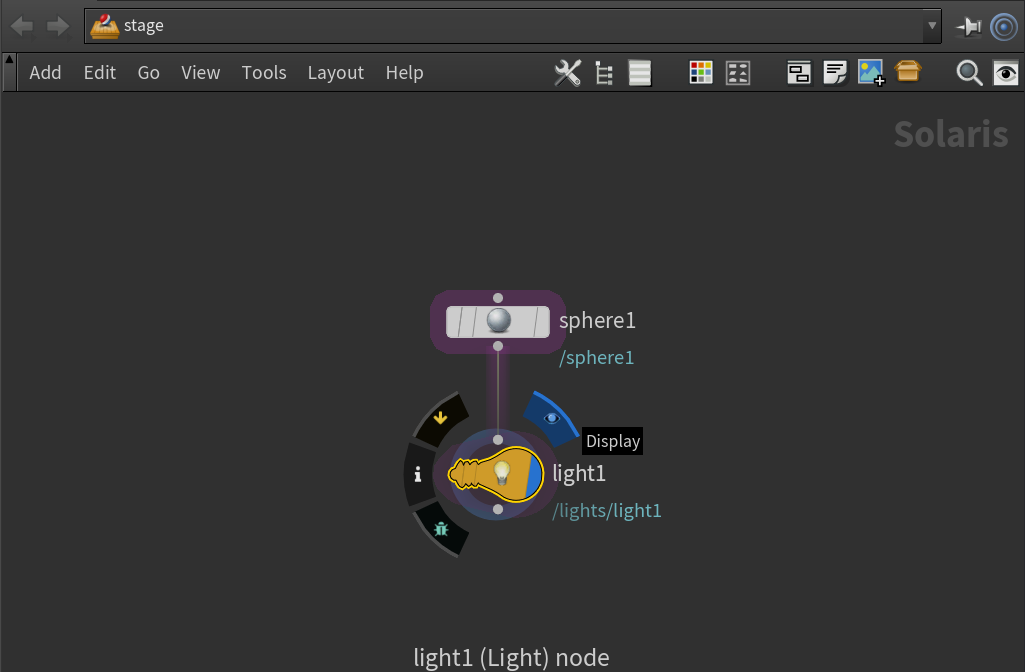 stage
Add Edit Go View Tools Layout Help
Solaris
sphere1
/sphere1
Display
light1
/lights/light1
light1 (Light) node